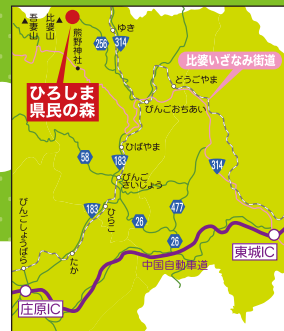 吾妻山
比婆山
熊野神社
ゆき
256
314
比婆いざなみ街道
どうごやま
びんごおちあい
ひろしま
県民の森
ひばやま
58
183
314
びんご
さいじょう
477
183
ひらこ
26
26
びんごしょうばら
たか
東城IC
中国自動車道
庄原IC